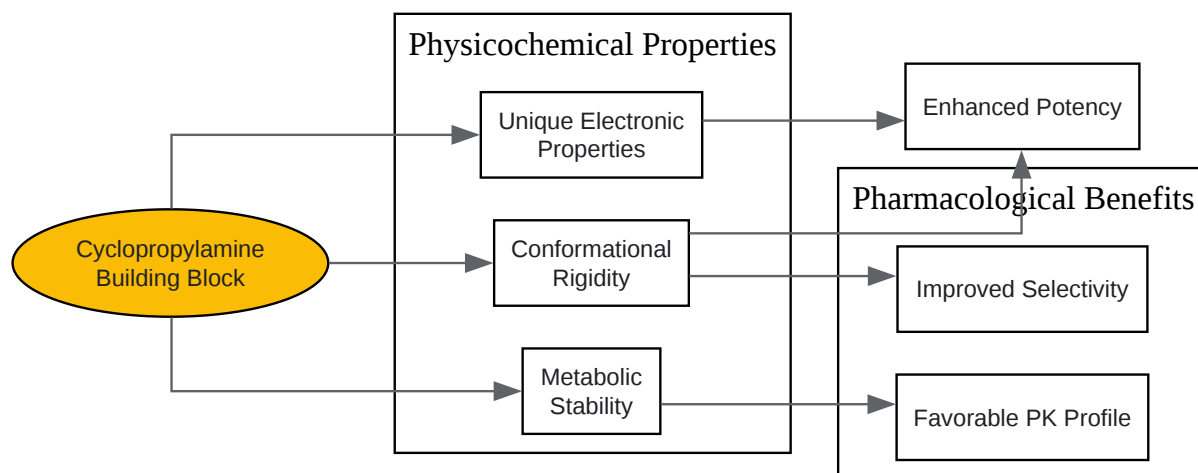 Physicochemical Properties
Unique Electronic
Properties
Enhanced Potency
Pharmacological Benefits
Cyclopropylamine
Building Block
Conformational
Rigidity
Improved Selectivity
Metabolic
Stability
Favorable PK Profile